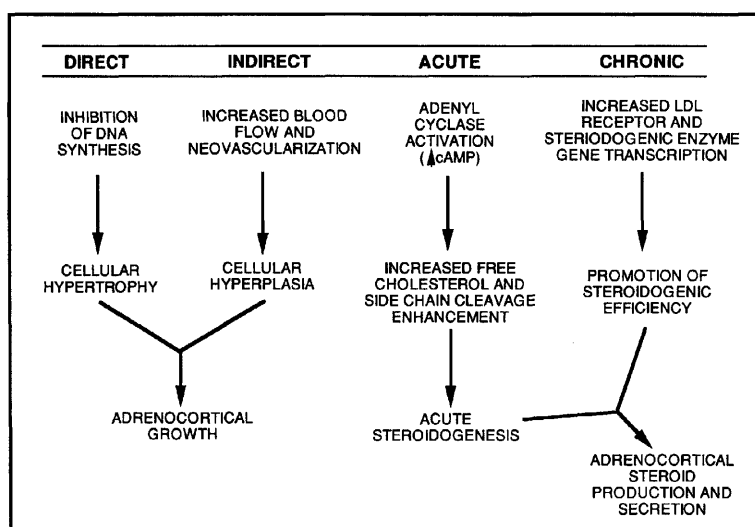 DIRECT INDIRECT ACUTE CHRONIC
INHIBITION
OF DNA
SYNTHESIS
INCREASED BLOOD
FLOW AND
NEOVASCULARIZATION
ADENYL
CYCLASE
ACTIVATION
(▲cAMP)
INCREASED LDL
RECEPTOR AND
STERIODOGENIC ENZYME
GENE TRANSCRIPTION
CELLULAR
HYPERTROPHY
CELLULAR
HYPERPLASIA
INCREASED FREE
CHOLESTEROL AND
SIDE CHAIN CLEAVAGE
ENHANCEMENT
PROMOTION OF
STEROIDOGENIC
EFFICIENCY
ADRENOCORTICAL
GROWTH
ACUTE
STEROIDOGENESIS
ADRENOCORTICAL
STEROID
PRODUCTION AND
SECRETION